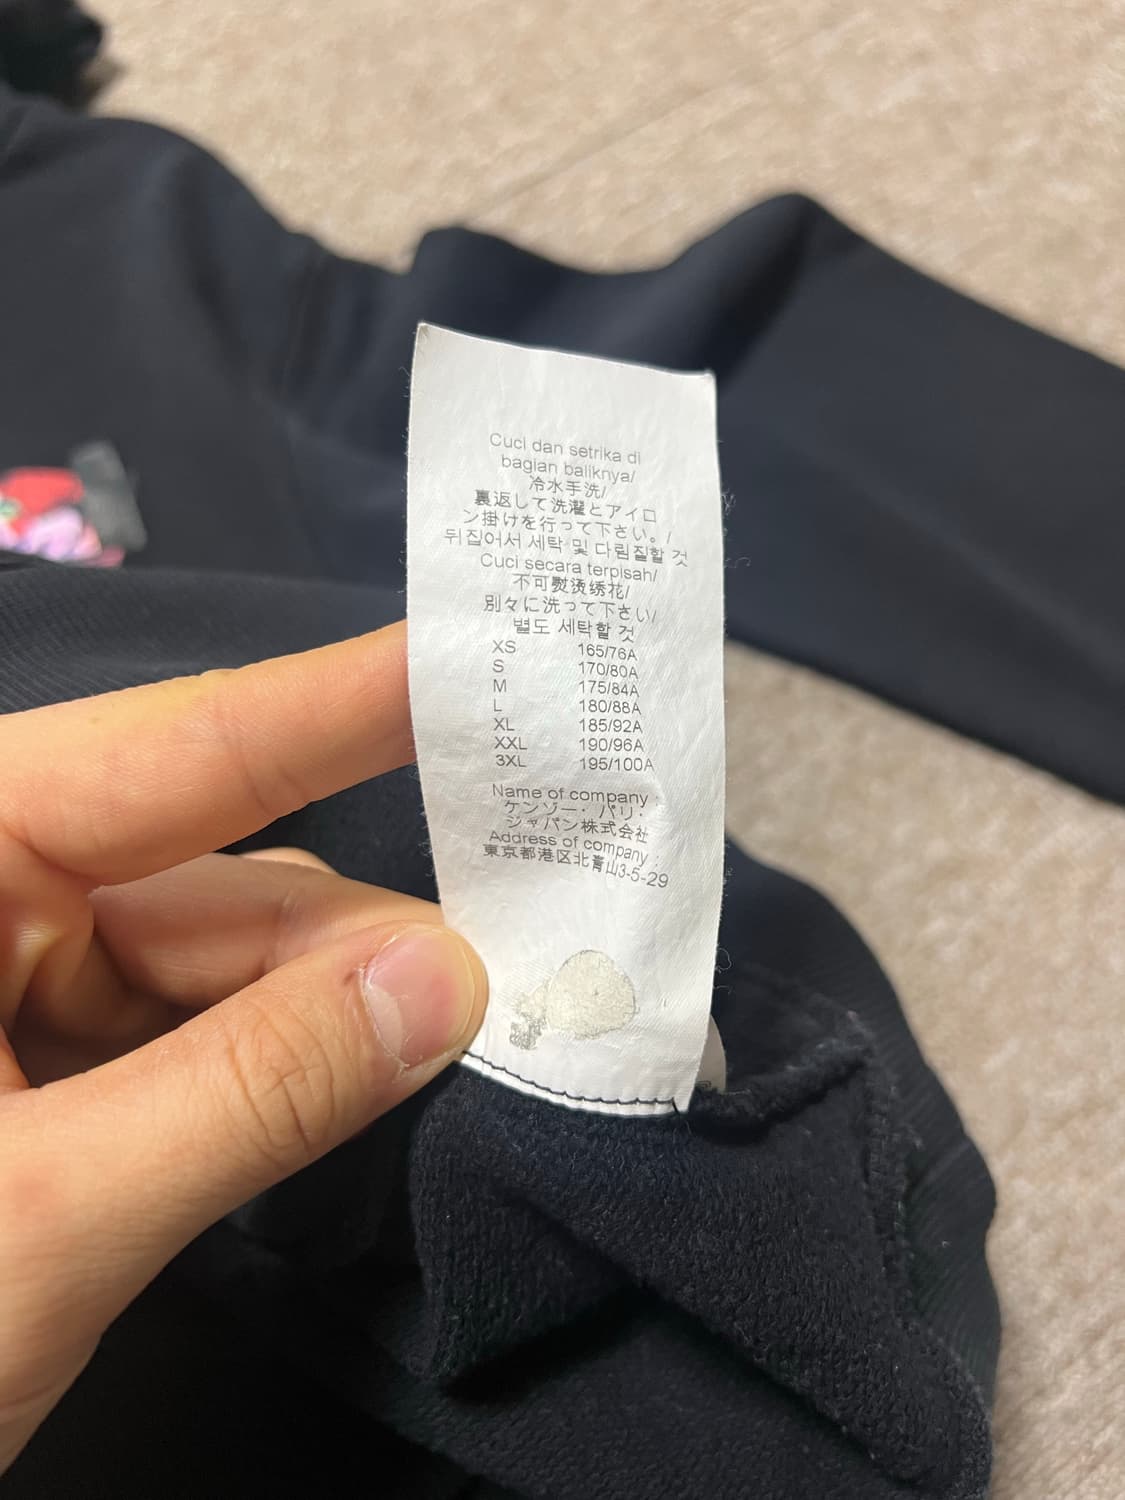 Cuci dan setrika di
bagian baliknya/
冷水手洗/
裏返して洗濯とアイロ
ン掛けを行って下さい。/
뒤집어서 세탁 및 다림질할 것
Cuci secara terpisah/
不可熨烫绣花/
別々に洗って下さい/
별도 세탁할 것
XS 165/76A
S 170/80A
M 175/84A
L 180/88A
XL 185/92A
XXL 190/96A
3XL 195/100A
Name of company :
ケンゾー・パリ・
ジャパン株式会社
Address of company :
東京都港区北青山3-5-29